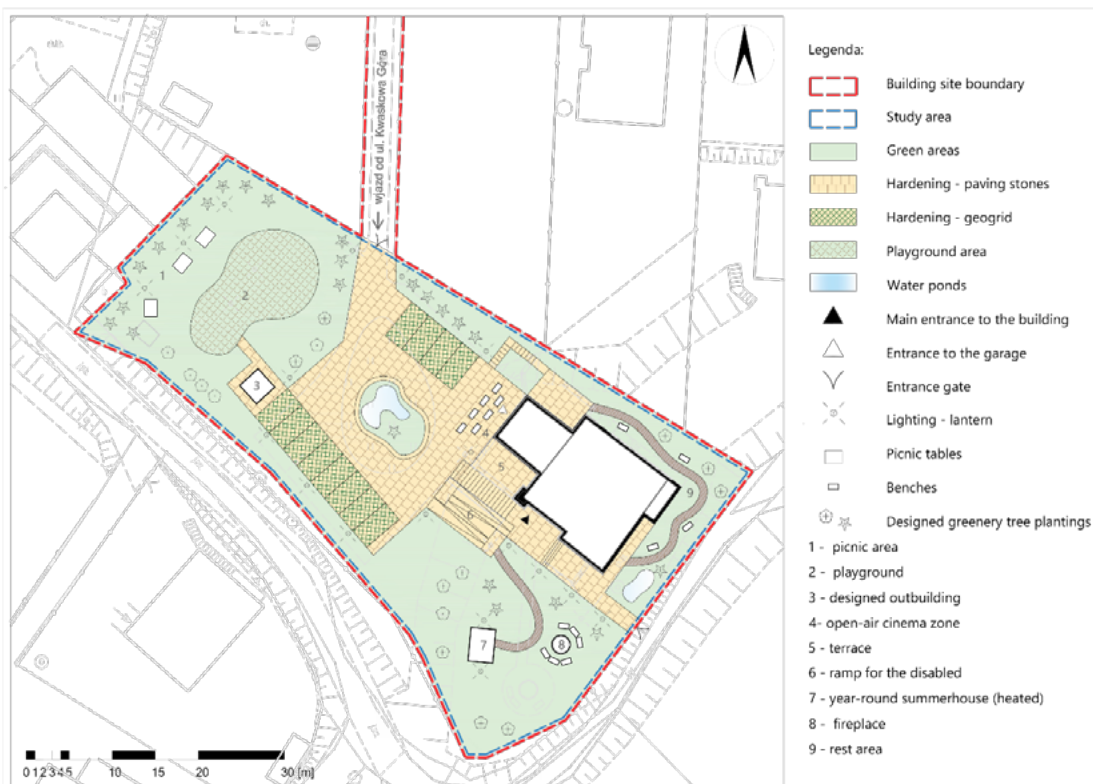 wjazd od ul. Kwaskowa Góra
1
2
3
4
5
6
7
8
9
0 1 2 3 4 5 10 15 20 30 [m]
Legenda:
Building site boundary
Study area
Green areas
Hardening - paving stones
Hardening - geogrid
Playground area
Water ponds
Main entrance to the building
Entrance to the garage
Entrance gate
Lighting - lantern
Picnic tables
Benches
Designed greenery tree plantings
1 - picnic area
2 - playground
3 - designed outbuilding
4- open-air cinema zone
5 - terrace
6 - ramp for the disabled
7 - year-round summerhouse (heated)
8 - fireplace
9 - rest area